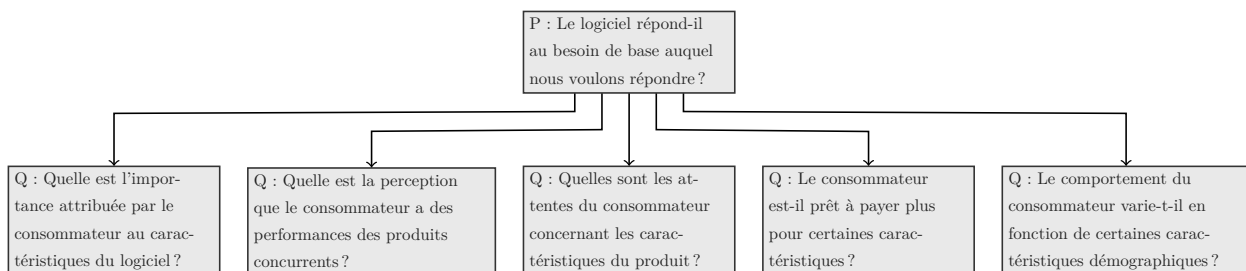 P : Le logiciel répond-il
au besoin de base auquel
nous voulons répondre ?
Q : Quelle est l'impor-
tance attribuée par le
consommateur au carac-
téristiques du logiciel ?
Q : Quelle est la perception
que le consommateur a des
performances des produits
concurrents ?
Q : Quelles sont les at-
tentes du consommateur
concernant les carac-
téristiques du produit ?
Q : Le consommateur
est-il prêt à payer plus
pour certaines carac-
téristiques ?
Q : Le comportement du
consommateur varie-t-il en
fonction de certaines carac-
téristiques démographiques ?